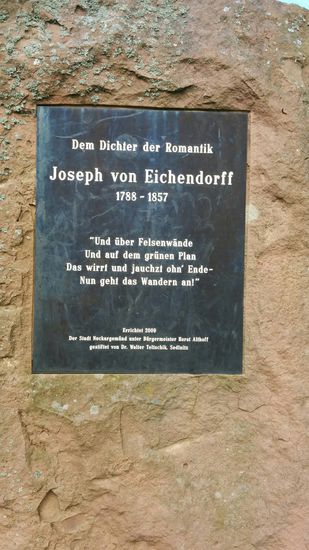 Dem Dichter der Romantik
Joseph von Eichendorff
1788 - 1857
"Und über Felsenwände
Und auf dem grünen Plan
Das wirrt und jauchzt ohn' Ende-
Nun geht das Wandern an!"
Errichtet 2009
Der Stadt Neckargemünd unter Bürgermeister Horst Althoff
gestiftet von Dr. Walter Toltschik, Sedlnitz